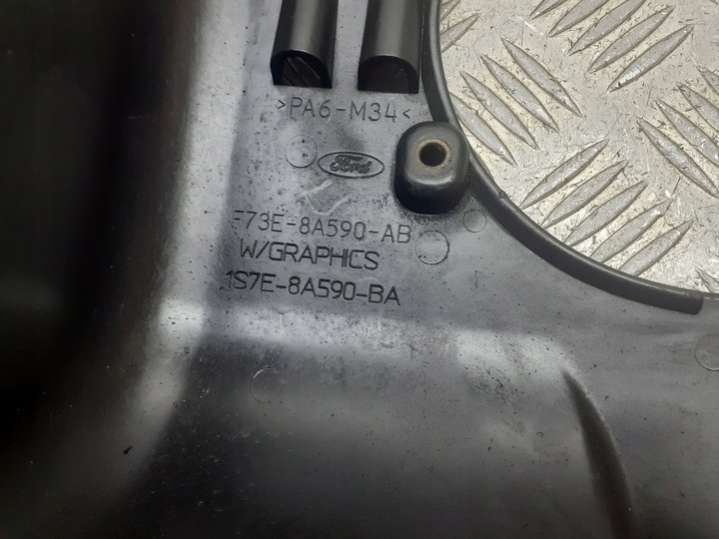 >PA6-M34<
Ford
F73E-8A590-AB
W/GRAPHICS
1S7E-8A590-BA